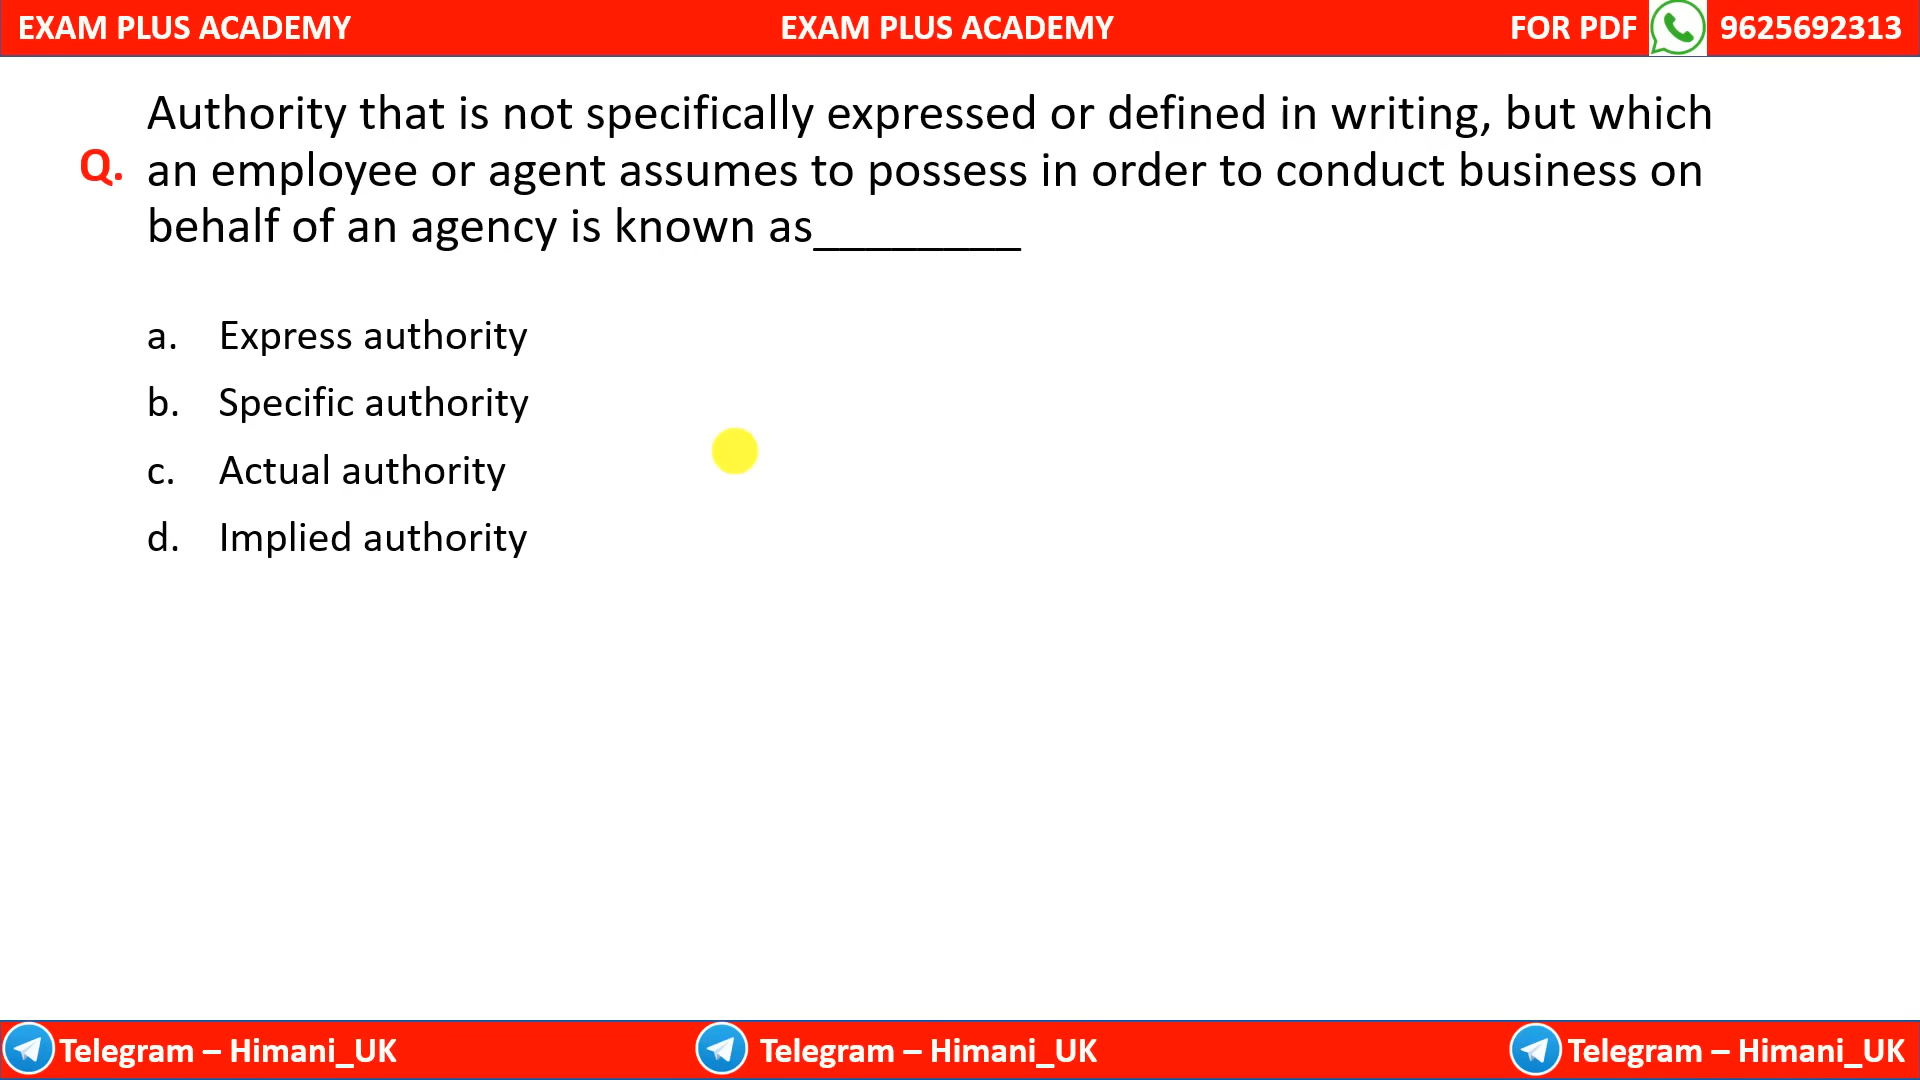 EXAM PLUS ACADEMY EXAM PLUS ACADEMY FOR PDF 9625692313
Authority that is not specifically expressed or defined in writing, but which
Q. an employee or agent assumes to possess in order to conduct business on
behalf of an agency is known as________
a. Express authority
b. Specific authority
c. Actual authority
d. Implied authority
Telegram – Himani_UK Telegram – Himani_UK Telegram – Himani_UK